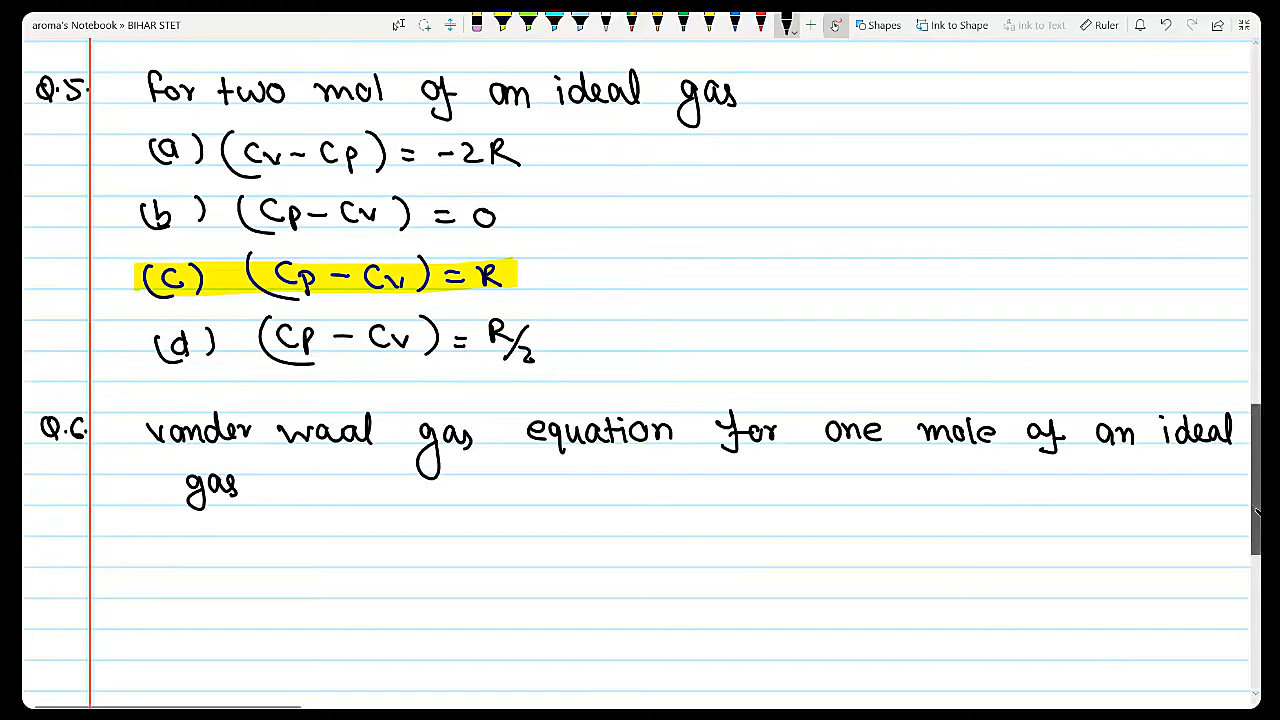 aroma's Notebook » BIHAR STET
Shapes Ink to Shape Ink to Text Ruler
Q.5. For two mol of an ideal gas
(a) (Cv - Cp) = -2R
(b) (Cp - Cv) = 0
(C) (Cp - Cv) = R
(d) (Cp - Cv) = R/2
Q.6. vander waal gas equation for one mole of an ideal
gas